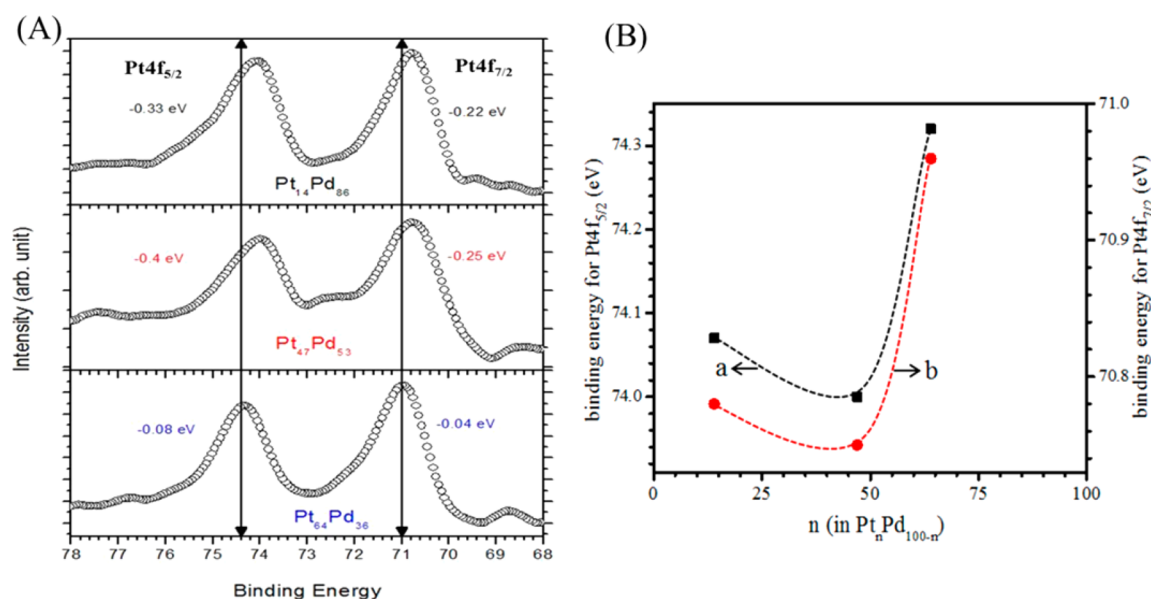 (A)
Pt4f5/2
Pt4f7/2
-0.33 eV
-0.22 eV
Pt14Pd86
-0.4 eV
-0.25 eV
Pt47Pd53
-0.08 eV
-0.04 eV
Pt64Pd36
Intensity (arb. unit)
78 77 76 75 74 73 72 71 70 69 68
Binding Energy
(B)
binding energy for Pt4f5/2 (eV)
74.3
74.2
74.1
74.0
a
b
71.0
70.9
70.8
binding energy for Pt4f7/2 (eV)
0 25 50 75 100
n (in PtnPd100-n)